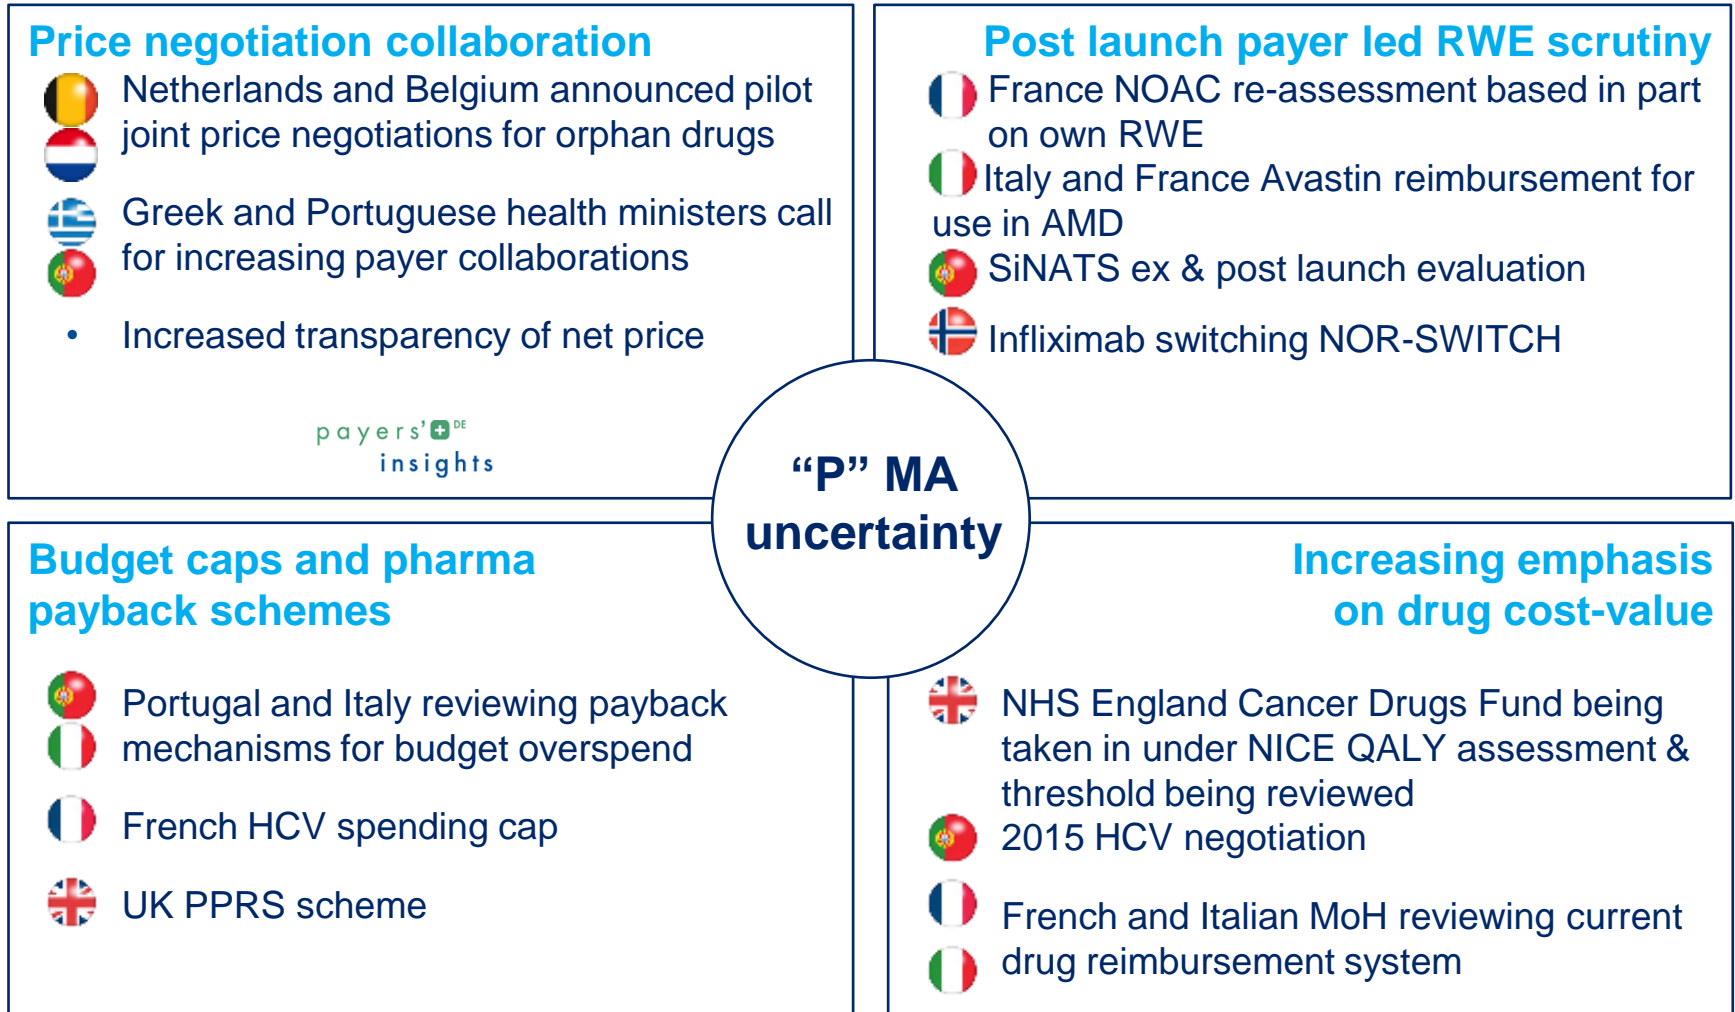 Price negotiation collaboration
Netherlands and Belgium announced pilot
joint price negotiations for orphan drugs
Greek and Portuguese health ministers call
for increasing payer collaborations
• Increased transparency of net price
payers' DE
insights
Post launch payer led RWE scrutiny
France NOAC re-assessment based in part
on own RWE
Italy and France Avastin reimbursement for
use in AMD
SiNATS ex & post launch evaluation
Infliximab switching NOR-SWITCH
“P” MA
uncertainty
Budget caps and pharma
payback schemes
Portugal and Italy reviewing payback
mechanisms for budget overspend
French HCV spending cap
UK PPRS scheme
Increasing emphasis
on drug cost-value
NHS England Cancer Drugs Fund being
taken in under NICE QALY assessment &
threshold being reviewed
2015 HCV negotiation
French and Italian MoH reviewing current
drug reimbursement system